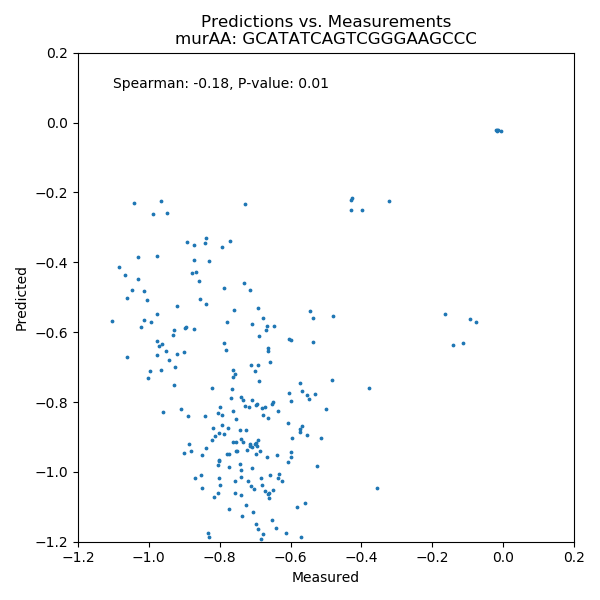 Predictions vs. Measurements
murAA: GCATATCAGTCGGGAAGCCC
Spearman: -0.18, P-value: 0.01
0.2
0.0
−0.2
−0.4
−0.6
−0.8
−1.0
−1.2
Predicted
−1.2 −1.0 −0.8 −0.6 −0.4 −0.2 0.0 0.2
Measured